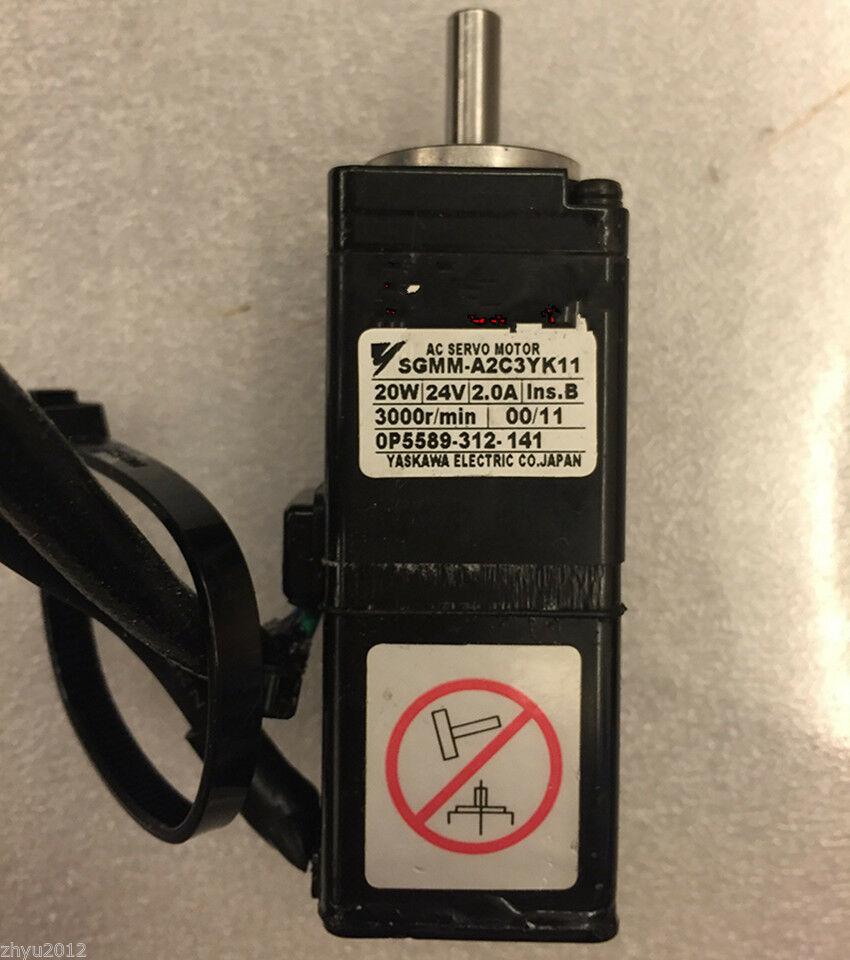 AC SERVO MOTOR
SGMM-A2C3YK11
20W 24V 2.0A Ins.B
3000r/min 00/11
0P5589-312-141
YASKAWA ELECTRIC CO.JAPAN
zhyu2012